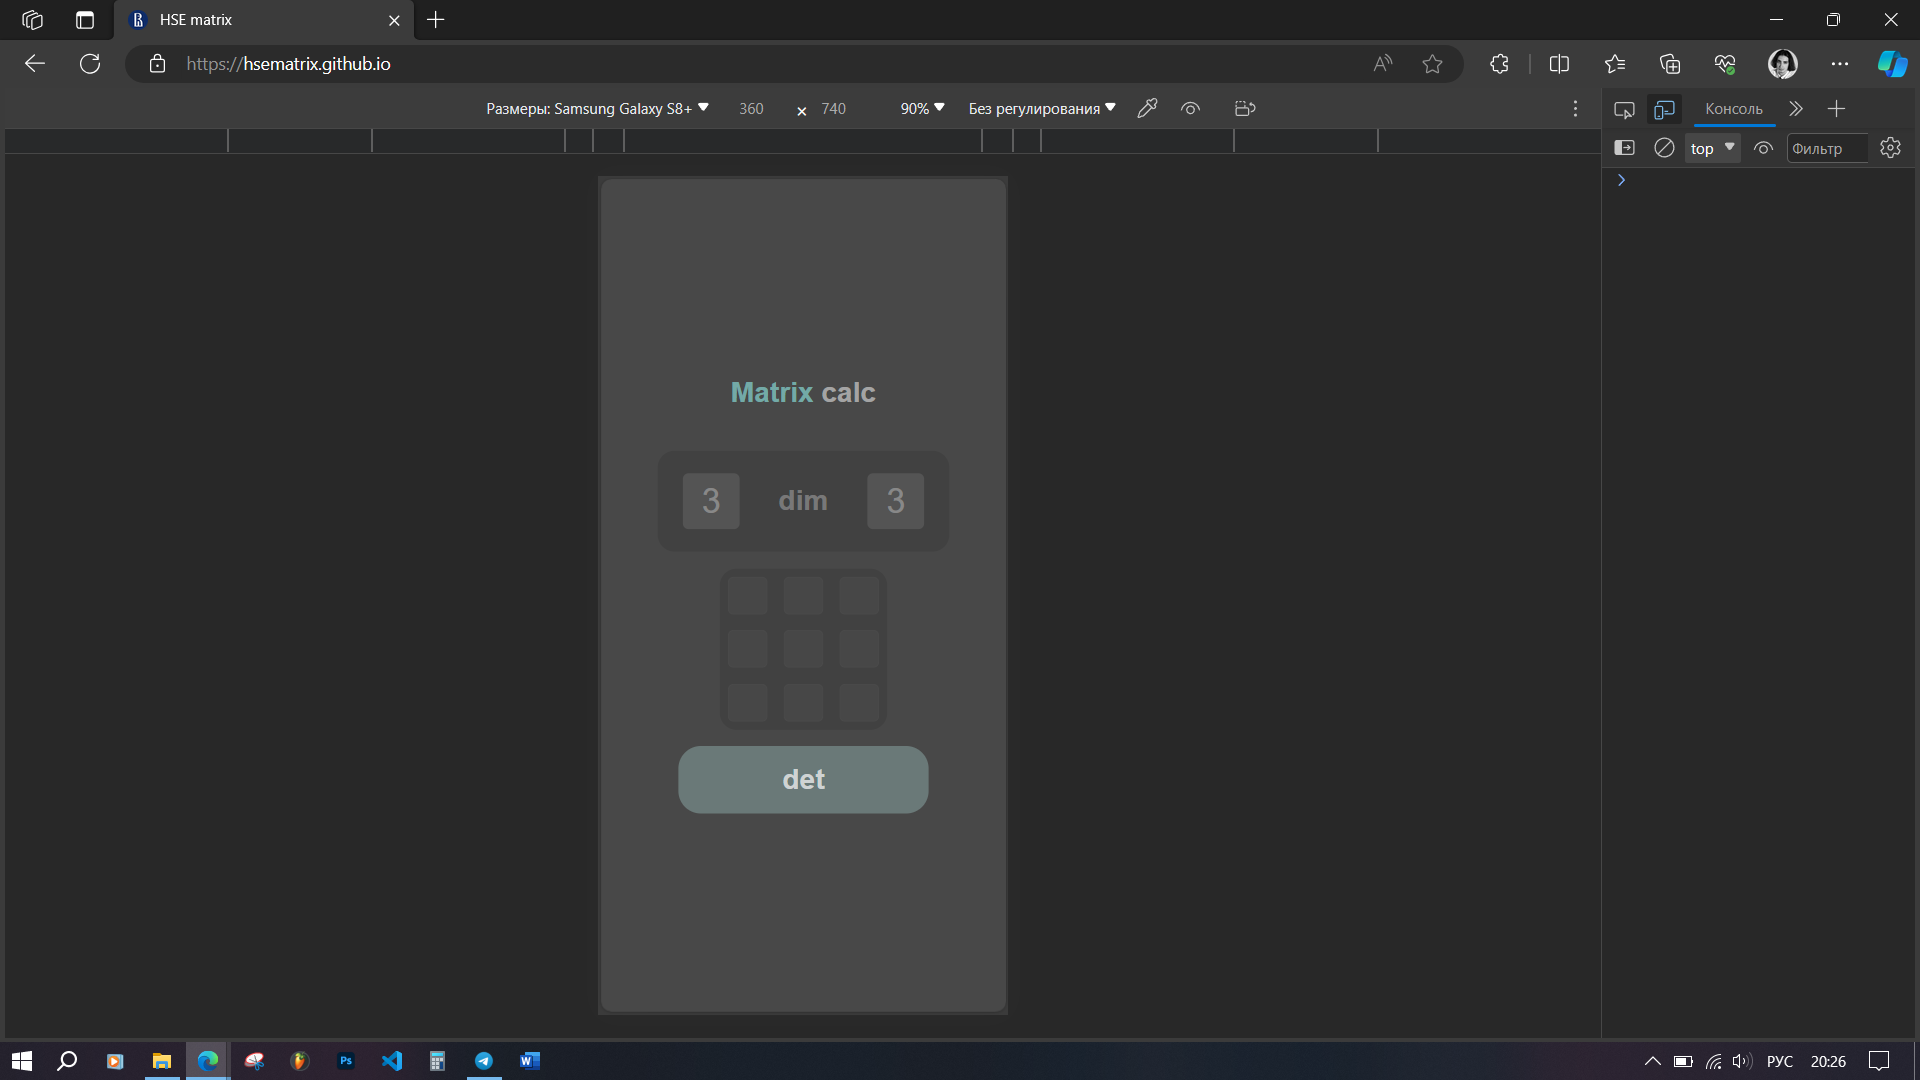 HSE matrix
https://hsematrix.github.io
Размеры: Samsung Galaxy S8+ 360 × 740 90% Без регулирования
Консоль
top Фильтр
Matrix calc
3 dim 3
det
РУС 20:26